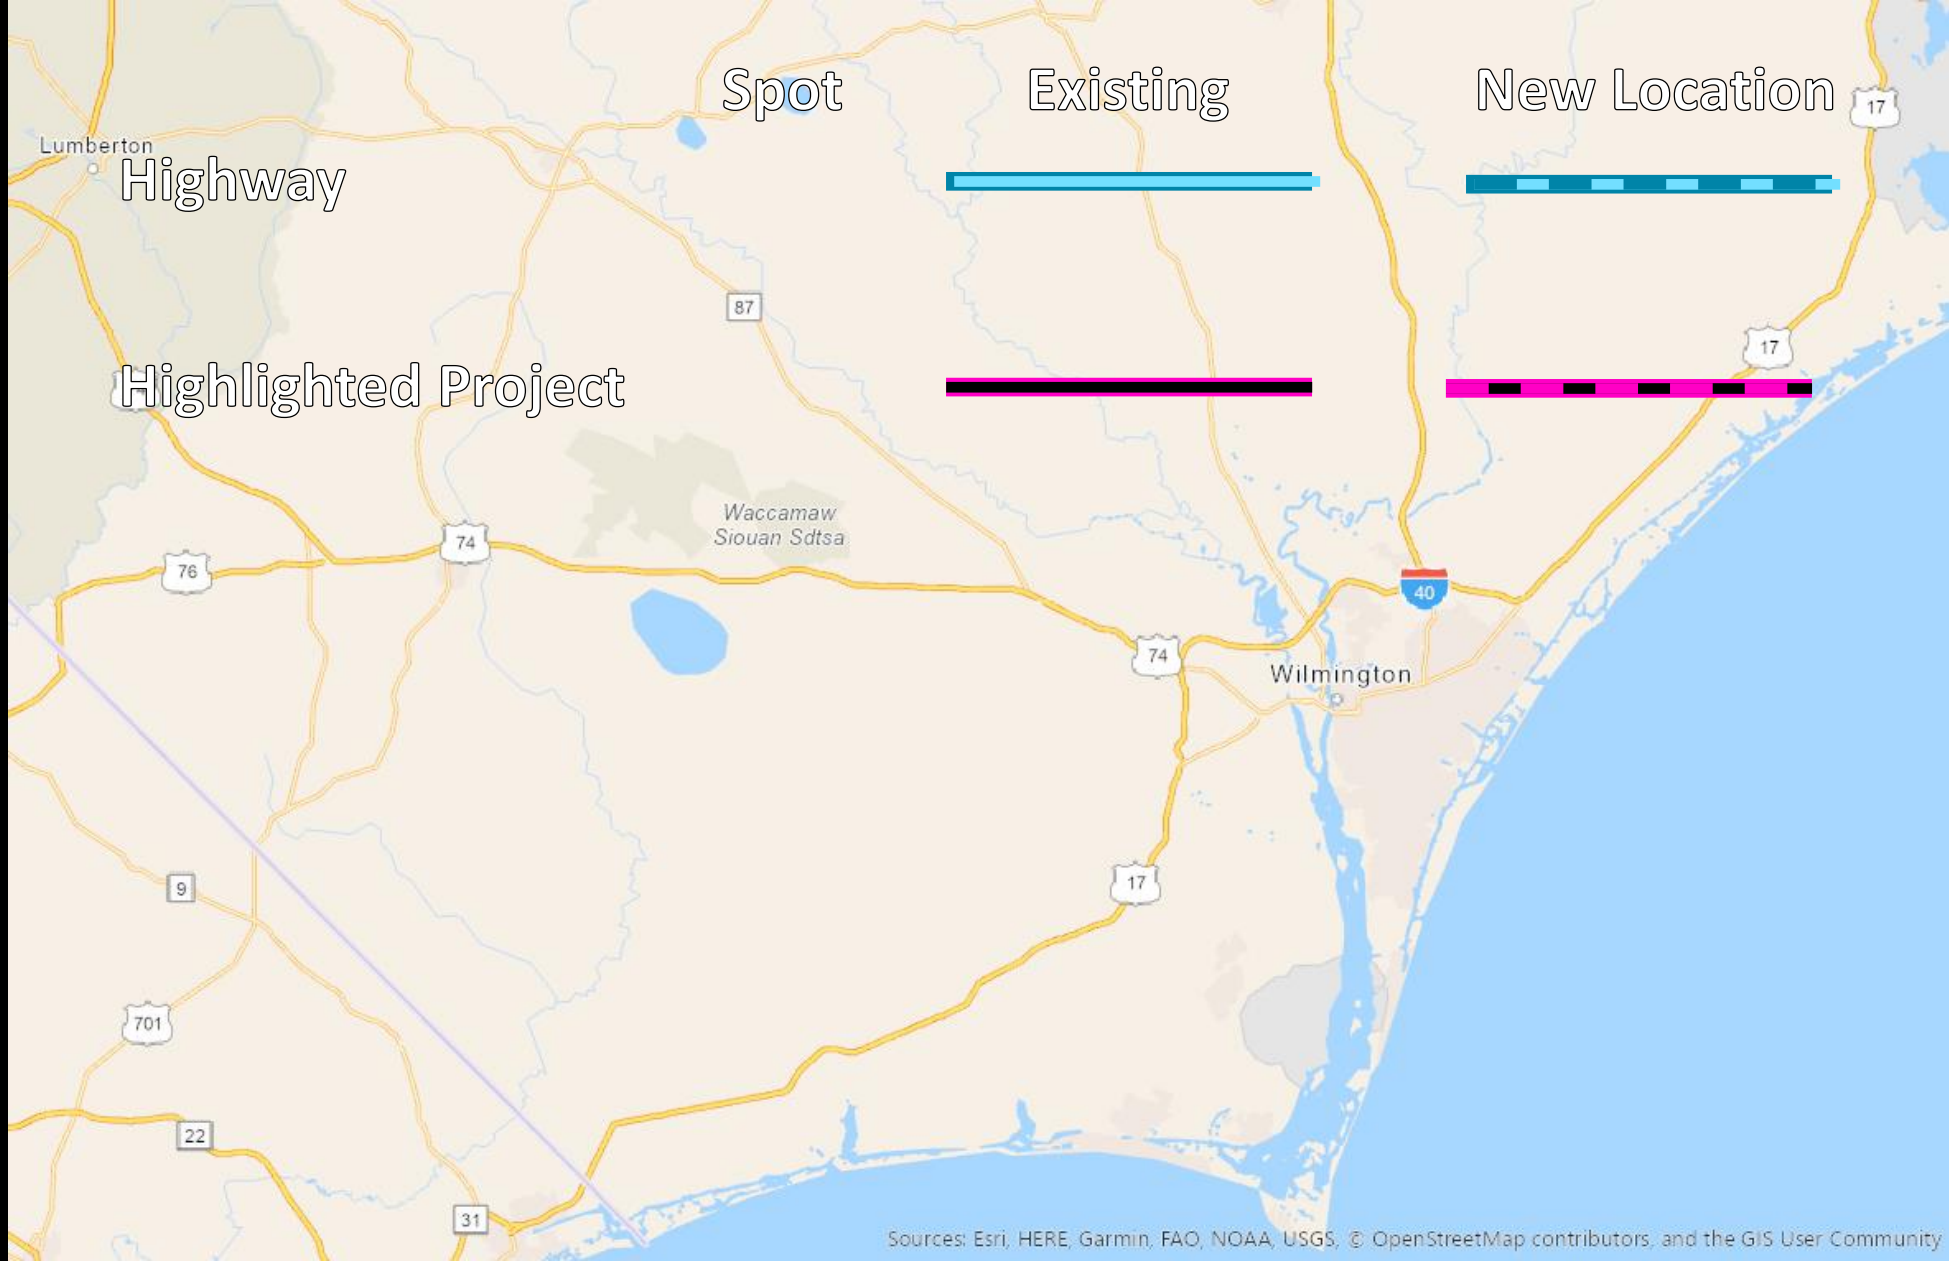 Spot Existing New Location
17
Lumberton
Highway
87
17
Highlighted Project
Waccamaw
Siouan Sdtsa
74
76
40
74
Wilmington
17
9
701
22
31
Sources: Esri, HERE, Garmin, FAO, NOAA, USGS, © OpenStreetMap contributors, and the GIS User Community